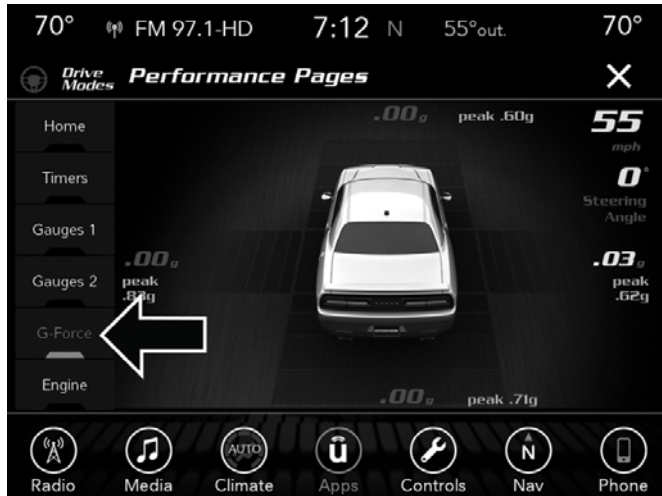 70° FM 97.1-HD 7:12 N 55°out. 70°
Drive Modes Performance Pages X
Home
Timers
Gauges 1
Gauges 2
G-Force
Engine
.00g peak .60g
55 mph
0° Steering Angle
.00g peak .83g
.03g peak .62g
.00g peak .71g
AUTO ü N
Radio Media Climate Apps Controls Nav Phone